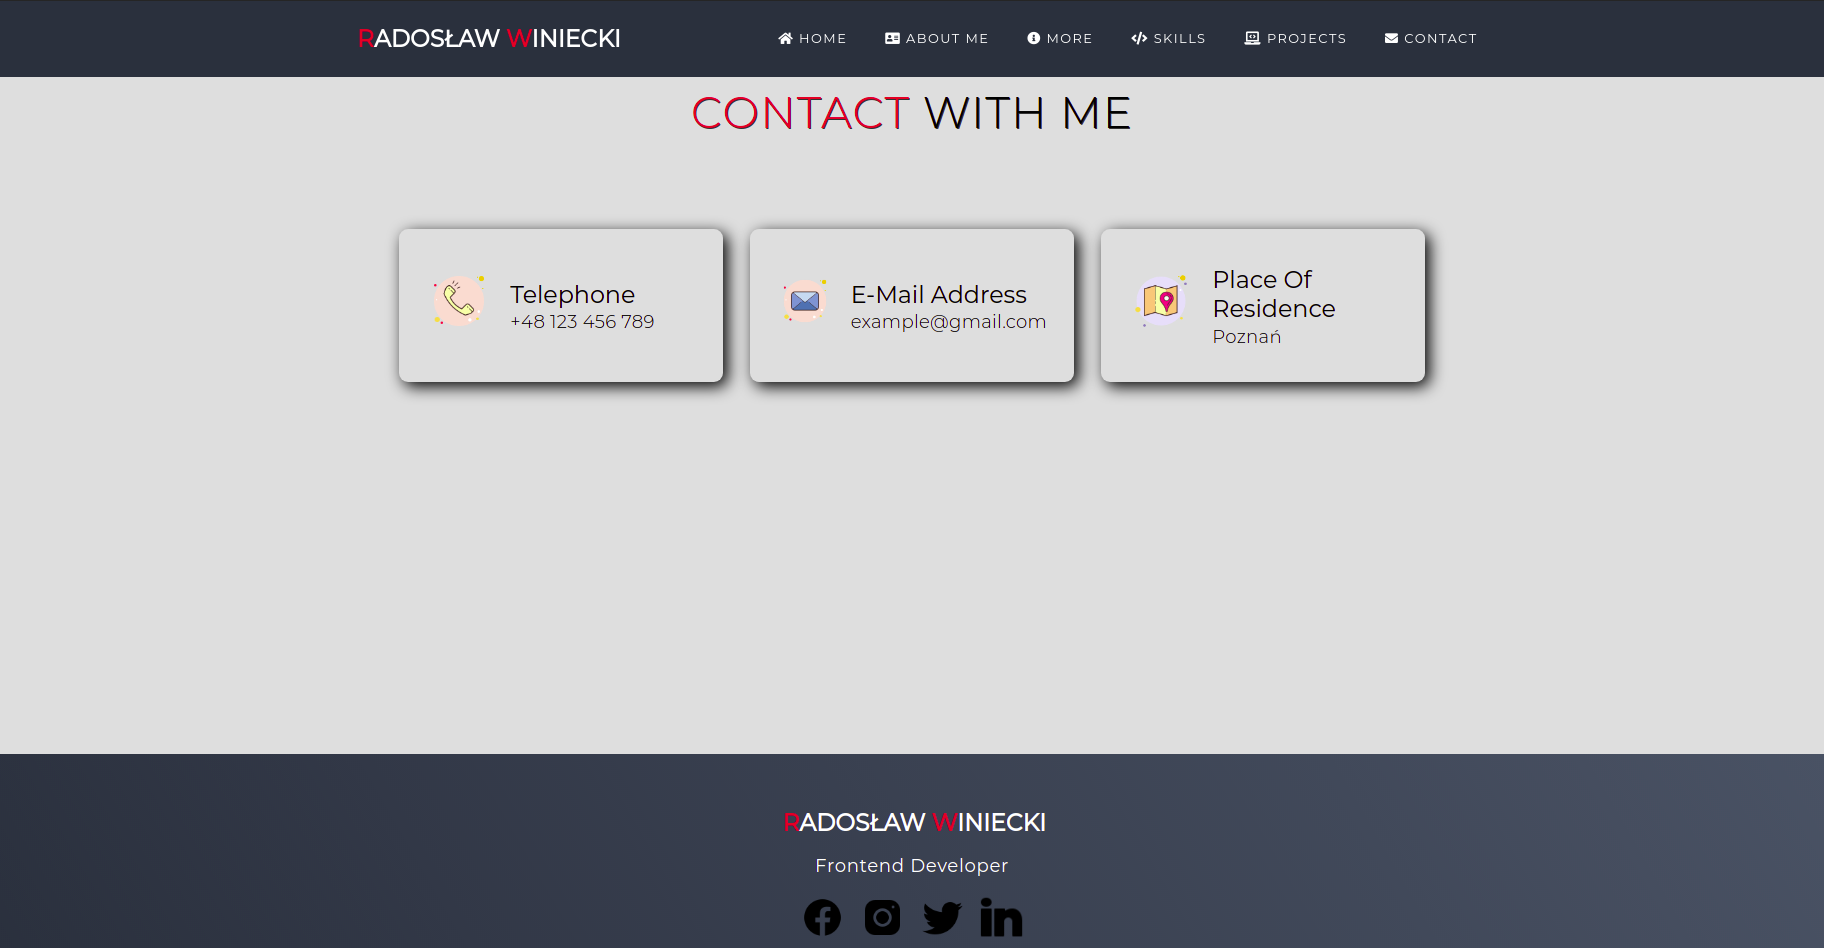 RADOSŁAW WINIECKI
HOME ABOUT ME MORE SKILLS PROJECTS CONTACT
CONTACT WITH ME
Telephone
+48 123 456 789
E-Mail Address
example@gmail.com
Place Of
Residence
Poznań
RADOSŁAW WINIECKI
Frontend Developer